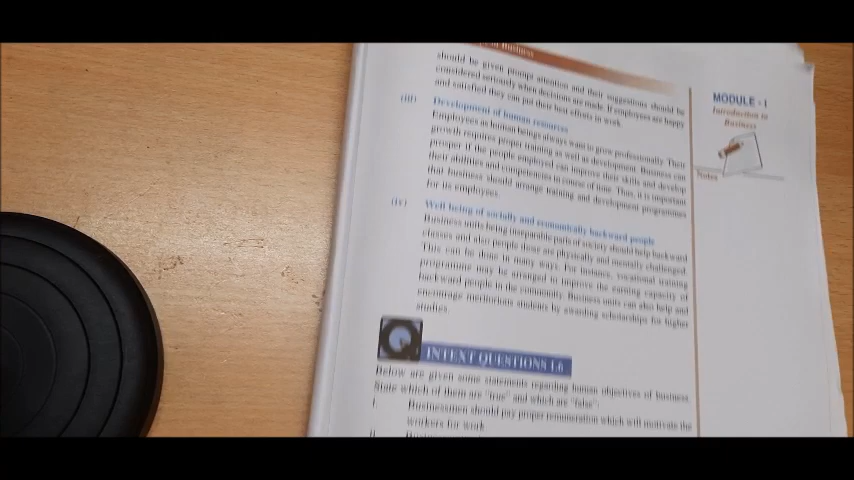 of Business
should be given prompt attention and their suggestions should be
considered seriously when decisions are made. If employees are happy
and satisfied they can put their best efforts in work.
(iii) Development of human resources
Employees as human beings always want to grow professionally. Their
growth requires proper training as well as development. Business can
prosper if the people employed can improve their skills and develop
their abilities and competencies in course of time. Thus, it is important
that business should arrange training and development programmes
for its employees.
(iv) Well being of socially and economically backward people
Business units being inseparable parts of society should help backward
classes and also people these are physically and mentally challenged.
This can be done in many ways. For instance, vocational training
programme may be arranged to improve the earning capacity of
backward people in the community. Business units can also help and
encourage meritorious students by awarding scholarships for higher
studies.
INTEXT QUESTIONS 1.6
Below are given some statements regarding human objectives of business.
State which of them are "true" and which are "false":
i. Businessmen should pay proper remuneration which will motivate the
workers for work
ii.
MODULE - I
Introduction to
Business
Notes